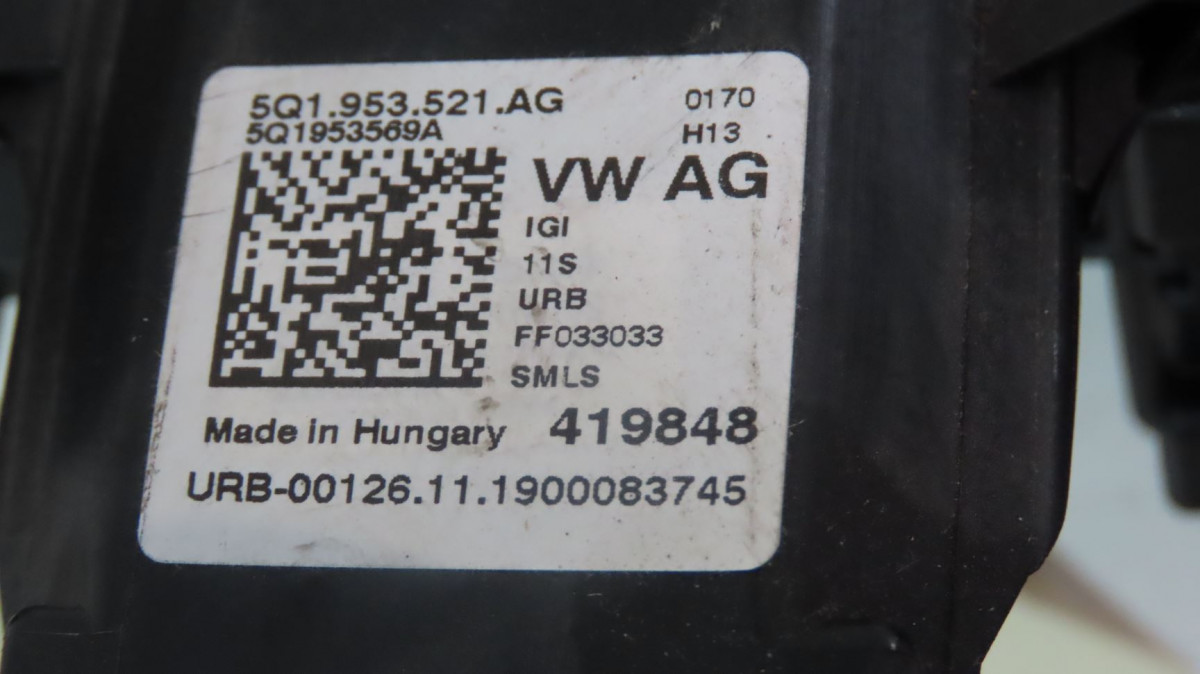 5Q1.953.521.AG 0170
5Q1953569A H13
VW AG
IGI
11S
URB
FF033033
SMLS
Made in Hungary 419848
URB-00126.11.1900083745